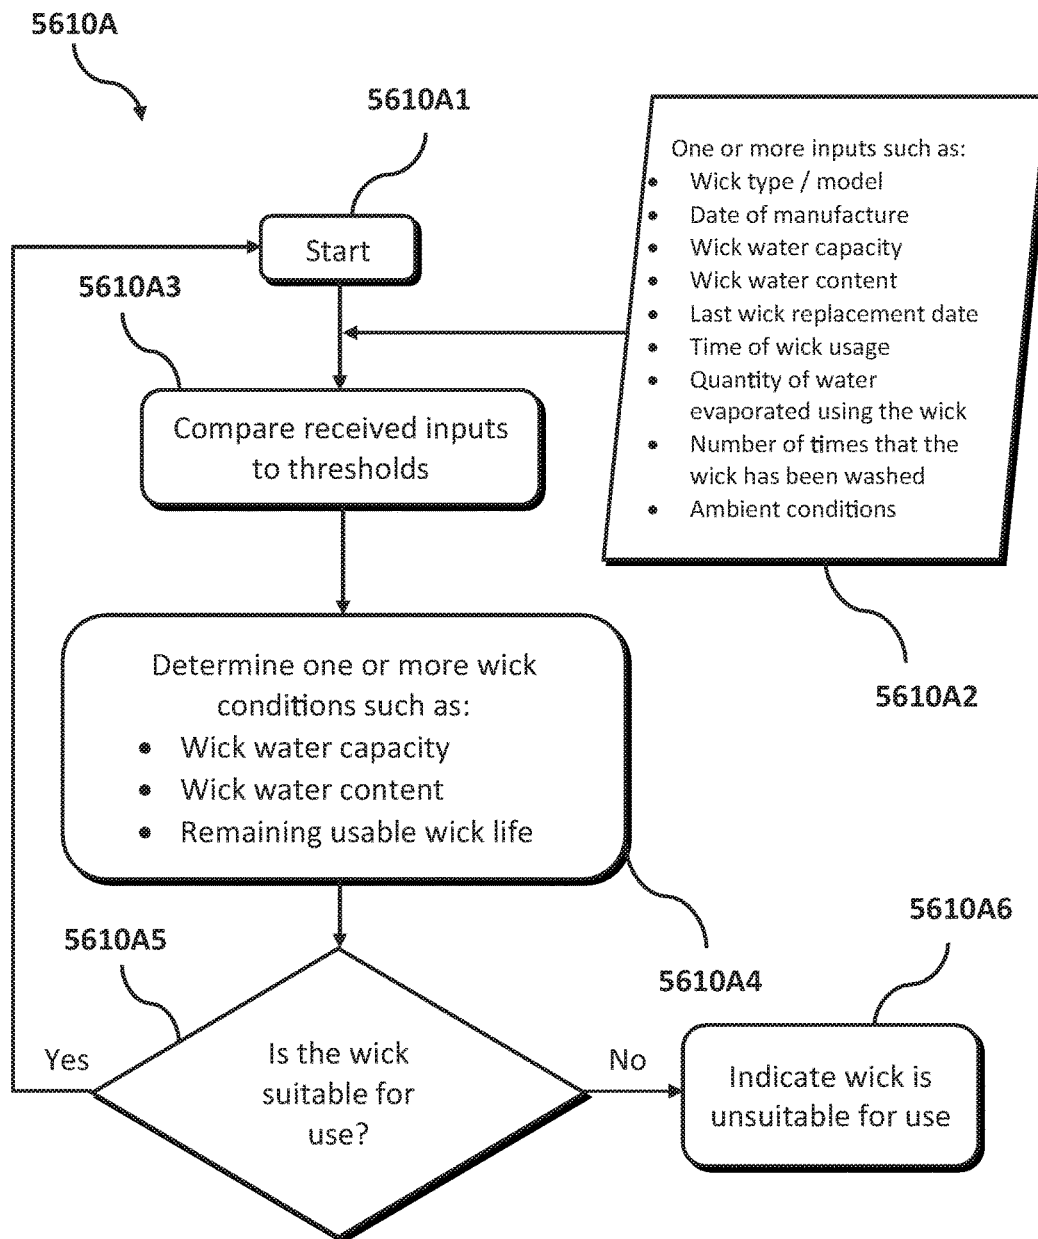 5610A
5610A1
One or more inputs such as:
• Wick type / model
• Date of manufacture
• Wick water capacity
• Wick water content
• Last wick replacement date
• Time of wick usage
• Quantity of water
evaporated using the wick
• Number of times that the
wick has been washed
• Ambient conditions
Start
5610A3
Compare received inputs
to thresholds
5610A2
Determine one or more wick
conditions such as:
• Wick water capacity
• Wick water content
• Remaining usable wick life
5610A6
5610A5
5610A4
Yes
Is the wick
suitable for
use?
No
Indicate wick is
unsuitable for use